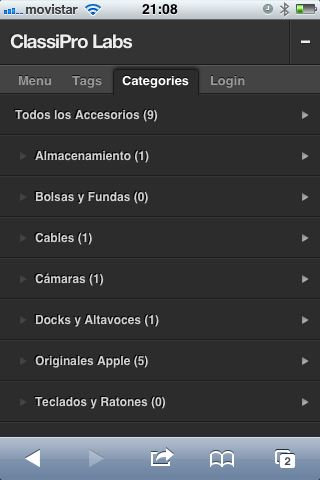 movistar 21:08
ClassiPro Labs
Menu Tags Categories Login
Todos los Accesorios (9)
Almacenamiento (1)
Bolsas y Fundas (0)
Cables (1)
Cámaras (1)
Docks y Altavoces (1)
Originales Apple (5)
Teclados y Ratones (0)
2